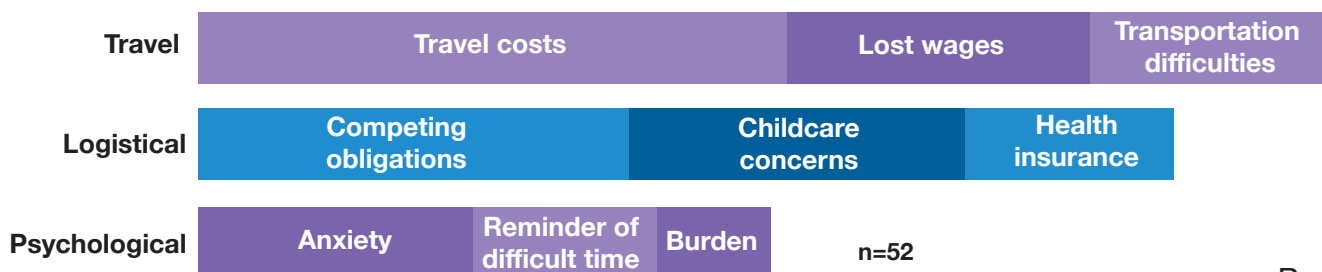 Travel
Travel costs
Lost wages
Transportation
difficulties
Logistical
Competing
obligations
Childcare
concerns
Health
insurance
Psychological
Anxiety
Reminder of
difficult time
Burden
n=52